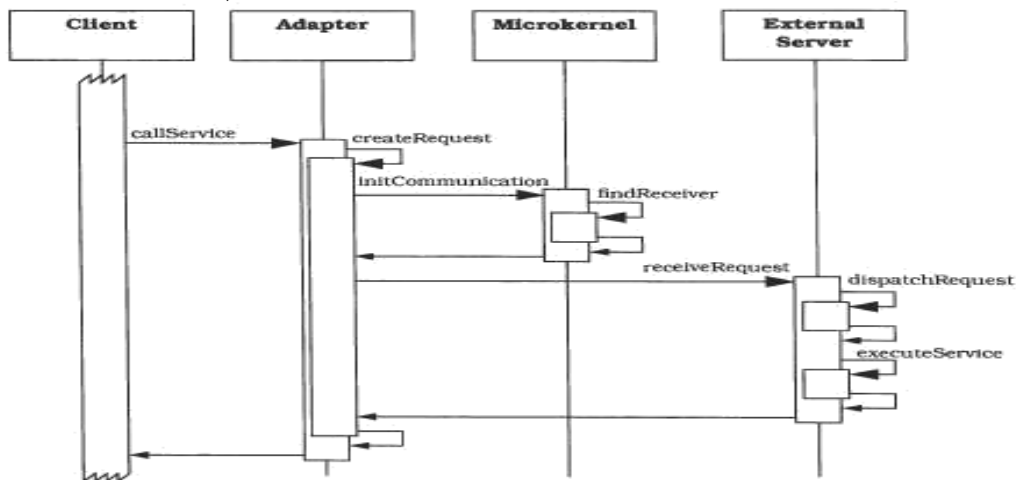 Client
Adapter
Microkernel
External
Server
callService
createRequest
initCommunication
findReceiver
receiveRequest
dispatchRequest
executeService